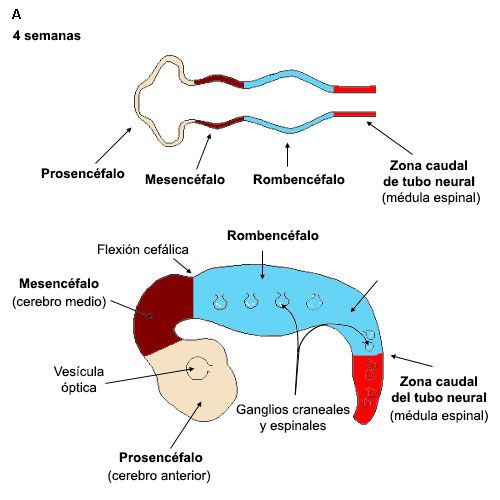 A
4 semanas
Prosencéfalo
Mesencéfalo
Rombencéfalo
Zona caudal
de tubo neural
(médula espinal)
Rombencéfalo
Flexión cefálica
Mesencéfalo
(cerebro medio)
Vesícula
óptica
Ganglios craneales
y espinales
Zona caudal
del tubo neural
(médula espinal)
Prosencéfalo
(cerebro anterior)